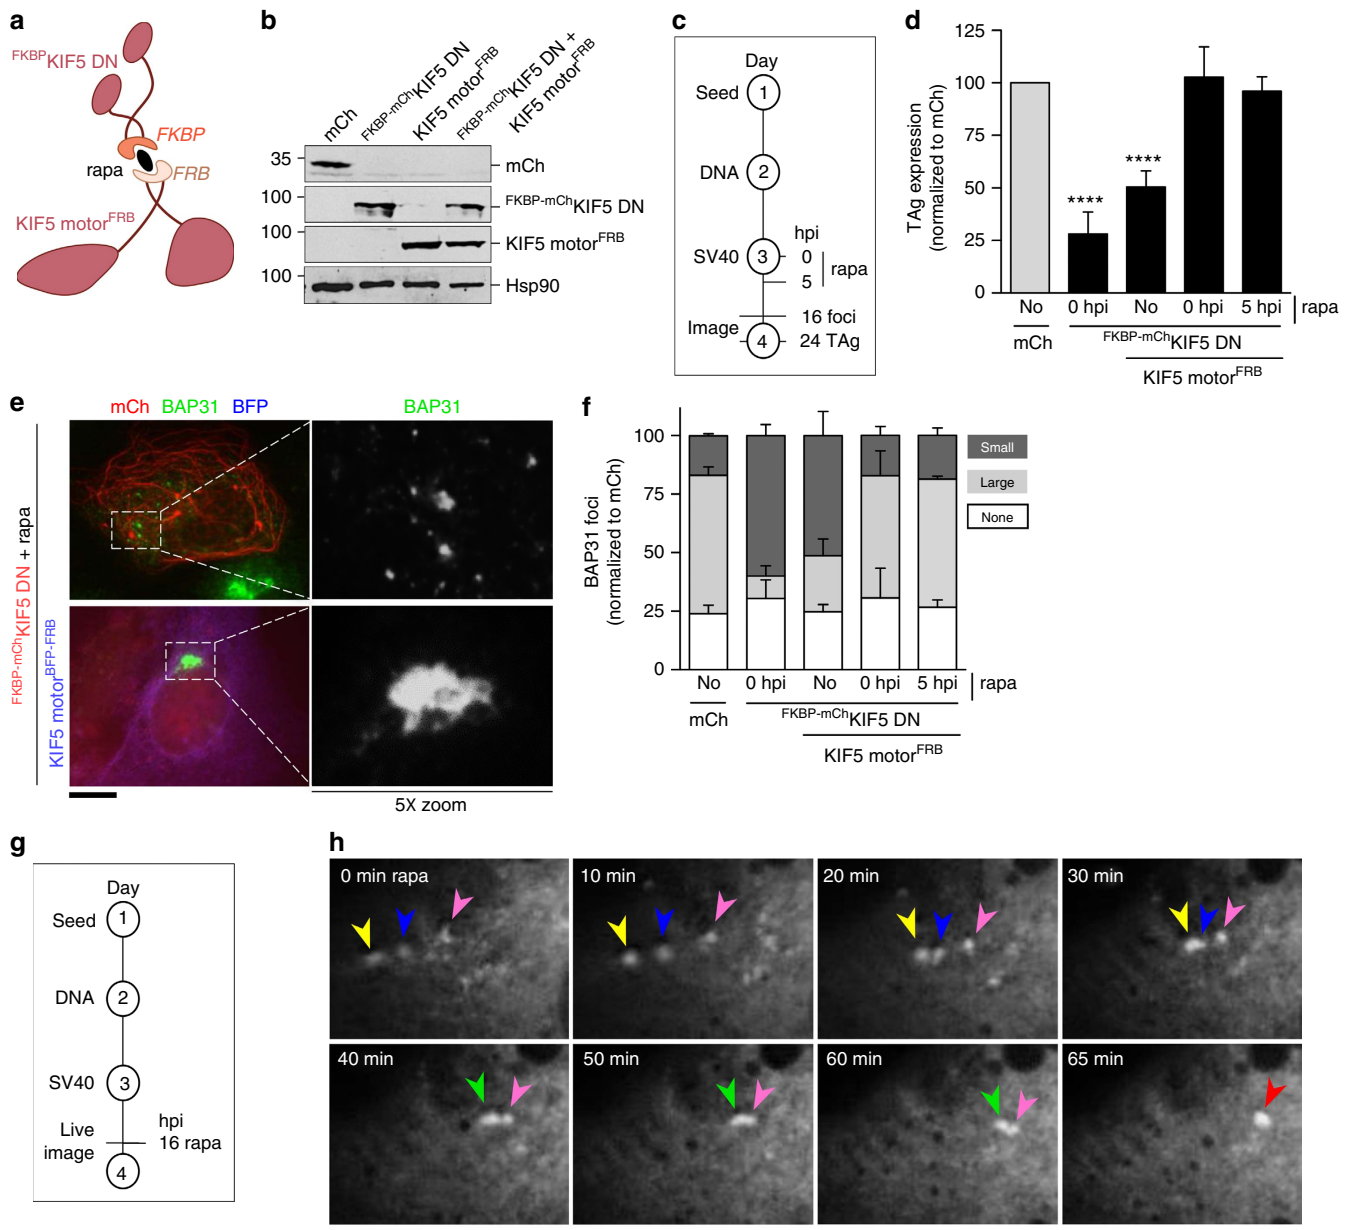 a
FKBPKIF5 DN
FKBP
rapa
FRB
KIF5 motorFRB
b
mCh
FKBP-mChKIF5 DN
KIF5 motorFRB
FKBP-mChKIF5 DN +
KIF5 motorFRB
35
mCh
100
FKBP-mChKIF5 DN
100
KIF5 motorFRB
100
Hsp90
c
Day
Seed 1
DNA 2
hpi
SV40 3 0
rapa
5
16 foci
Image
4 24 TAg
d
TAg expression
(normalized to mCh)
125
100
75
50
25
0
****
****
No 0 hpi No 0 hpi 5 hpi rapa
mCh
FKBP-mChKIF5 DN
KIF5 motorFRB
e
mCh BAP31 BFP
BAP31
FKBP-mChKIF5 DN + rapa
KIF5 motorBFP-FRB
5X zoom
f
BAP31 foci
(normalized to mCh)
100
75
50
25
0
Small
Large
None
No 0 hpi No 0 hpi 5 hpi rapa
mCh
FKBP-mChKIF5 DN
KIF5 motorFRB
g
Day
Seed 1
DNA 2
SV40 3
hpi
Live
image
16 rapa
4
h
0 min rapa
10 min
20 min
30 min
40 min
50 min
60 min
65 min